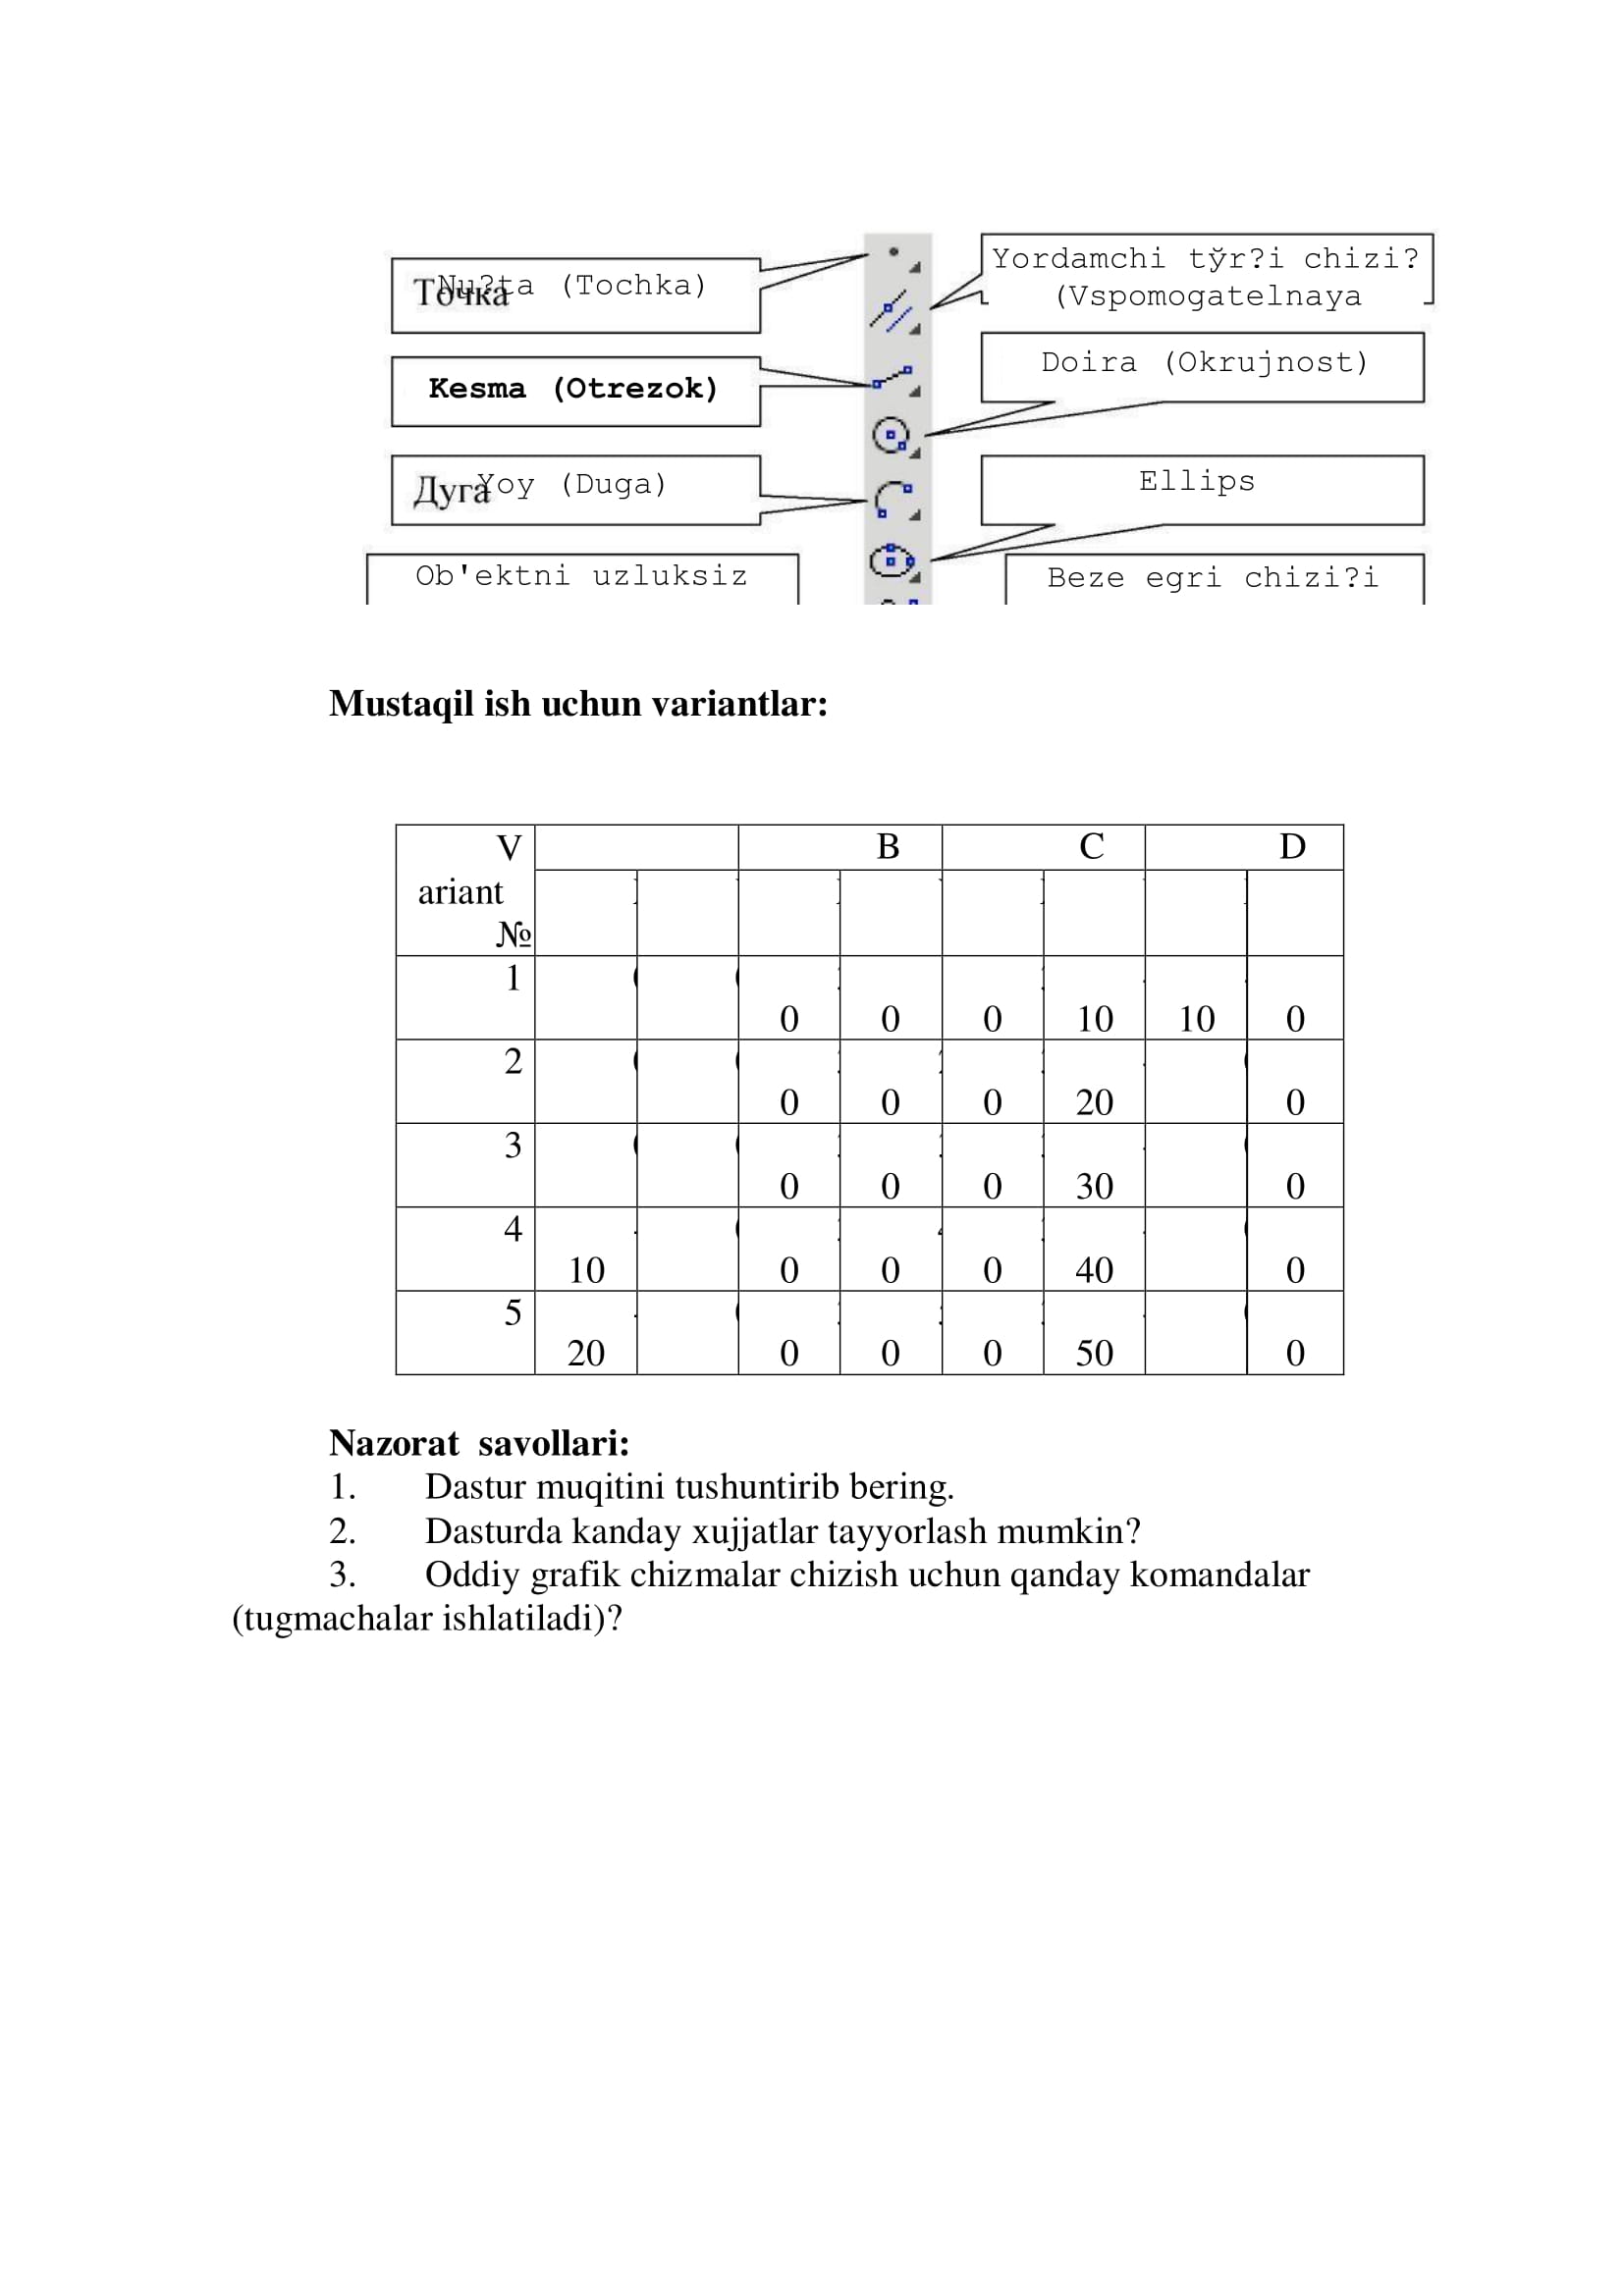 Точка
Nu?ta (Tochka)
Yordamchi tўr?i chizi?
(Vspomogatelnaya
Kesma (Otrezok)
Doira (Okrujnost)
Дуга
Yoy (Duga)
Ellips
Ob'ektni uzluksiz
Beze egri chizi?i
Mustaqil ish uchun variantlar:
V B C D
ariant
№
1
0 0 0 10 10 0
2
0 0 0 20 0
3
0 0 0 30 0
4
10 0 0 0 40 0
5
20 0 0 0 50 0
Nazorat savollari:
1. Dastur muqitini tushuntirib bering.
2. Dasturda kanday xujjatlar tayyorlash mumkin?
3. Oddiy grafik chizmalar chizish uchun qanday komandalar
(tugmachalar ishlatiladi)?